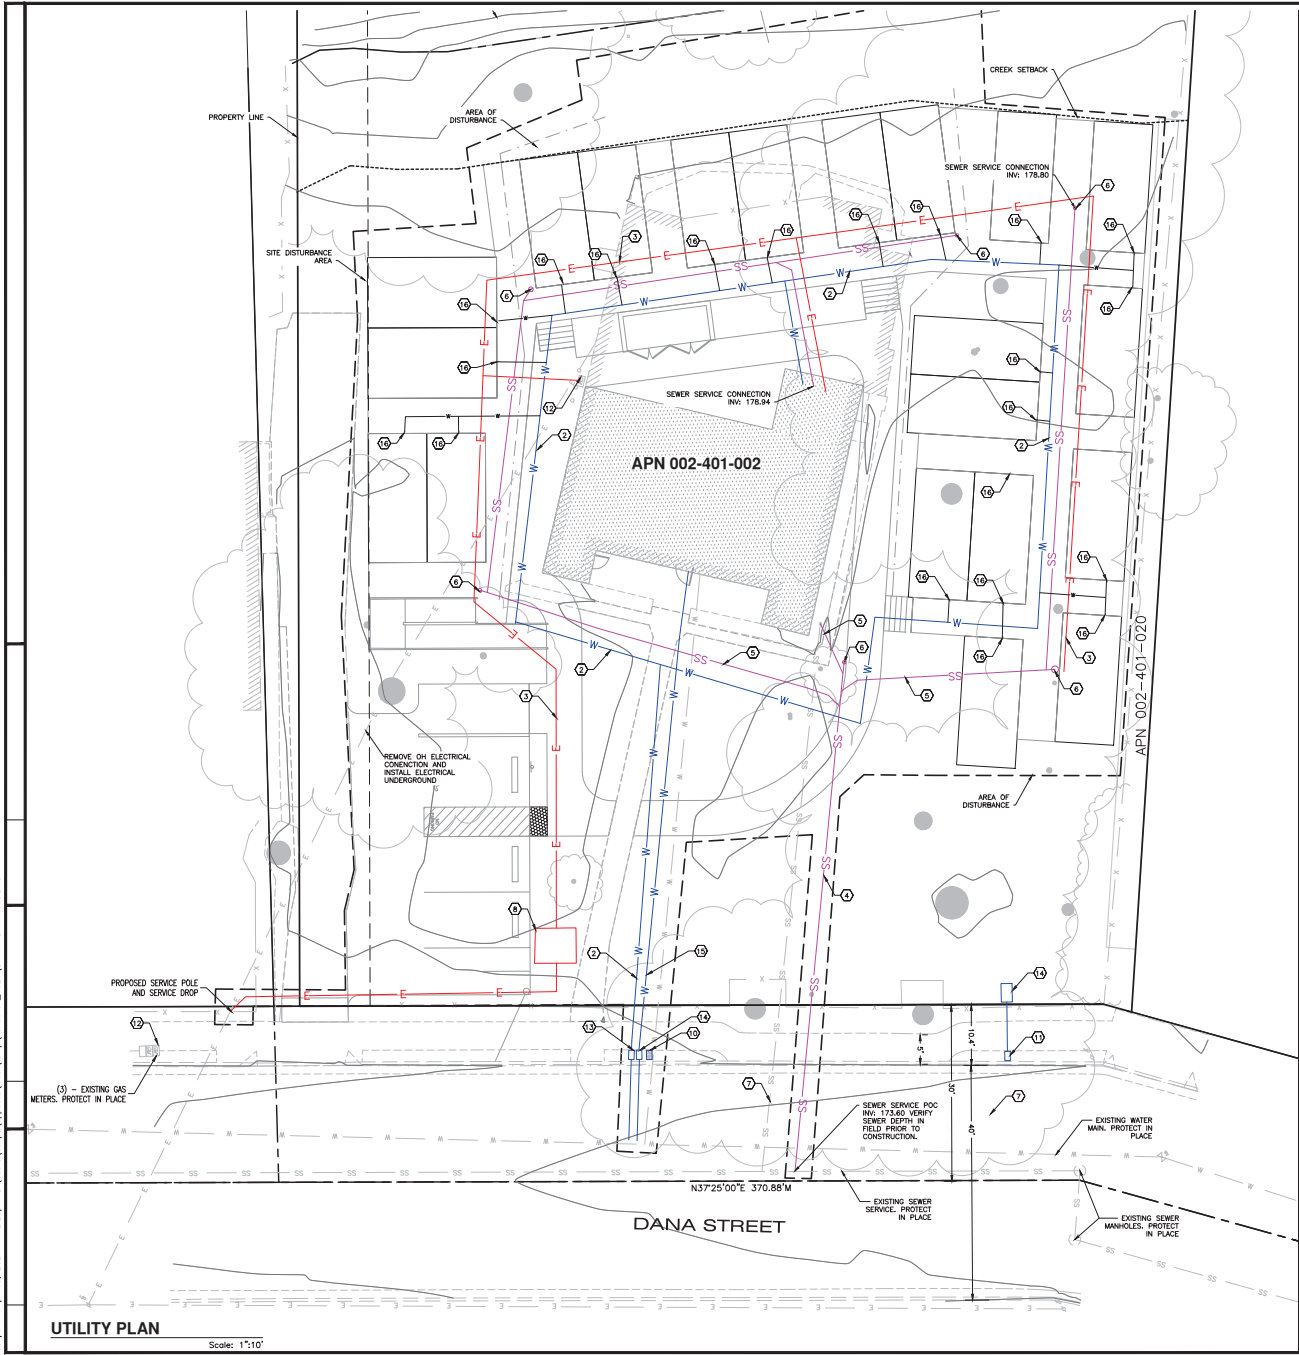 CREEK SETBACK
PROPERTY LINE
AREA OF
DISTURBANCE
SEWER SERVICE CONNECTION
INV: 178.80
SITE DISTURBANCE
AREA
SEWER SERVICE CONNECTION
INV: 178.94
APN 002-401-002
APN 002-401-020
REMOVE OH ELECTRICAL
CONENCTION AND
INSTALL ELECTRICAL
UNDERGROUND
AREA OF
DISTURBANCE
PROPOSED SERVICE POLE
AND SERVICE DROP
(3) - EXISTING GAS
METERS. PROTECT IN PLACE
SEWER SERVICE POC
INV: 173.60 VERIFY
SEWER DEPTH IN
FIELD PRIOR TO
CONSTRUCTION.
EXISTING WATER
MAIN. PROTECT IN
PLACE
N37°25'00"E 370.88'M
EXISTING SEWER
SERVICE. PROTECT
IN PLACE
EXISTING SEWER
MANHOLES. PROTECT
IN PLACE
DANA STREET
10.4'
5'
30'
40'
UTILITY PLAN
Scale: 1":10'